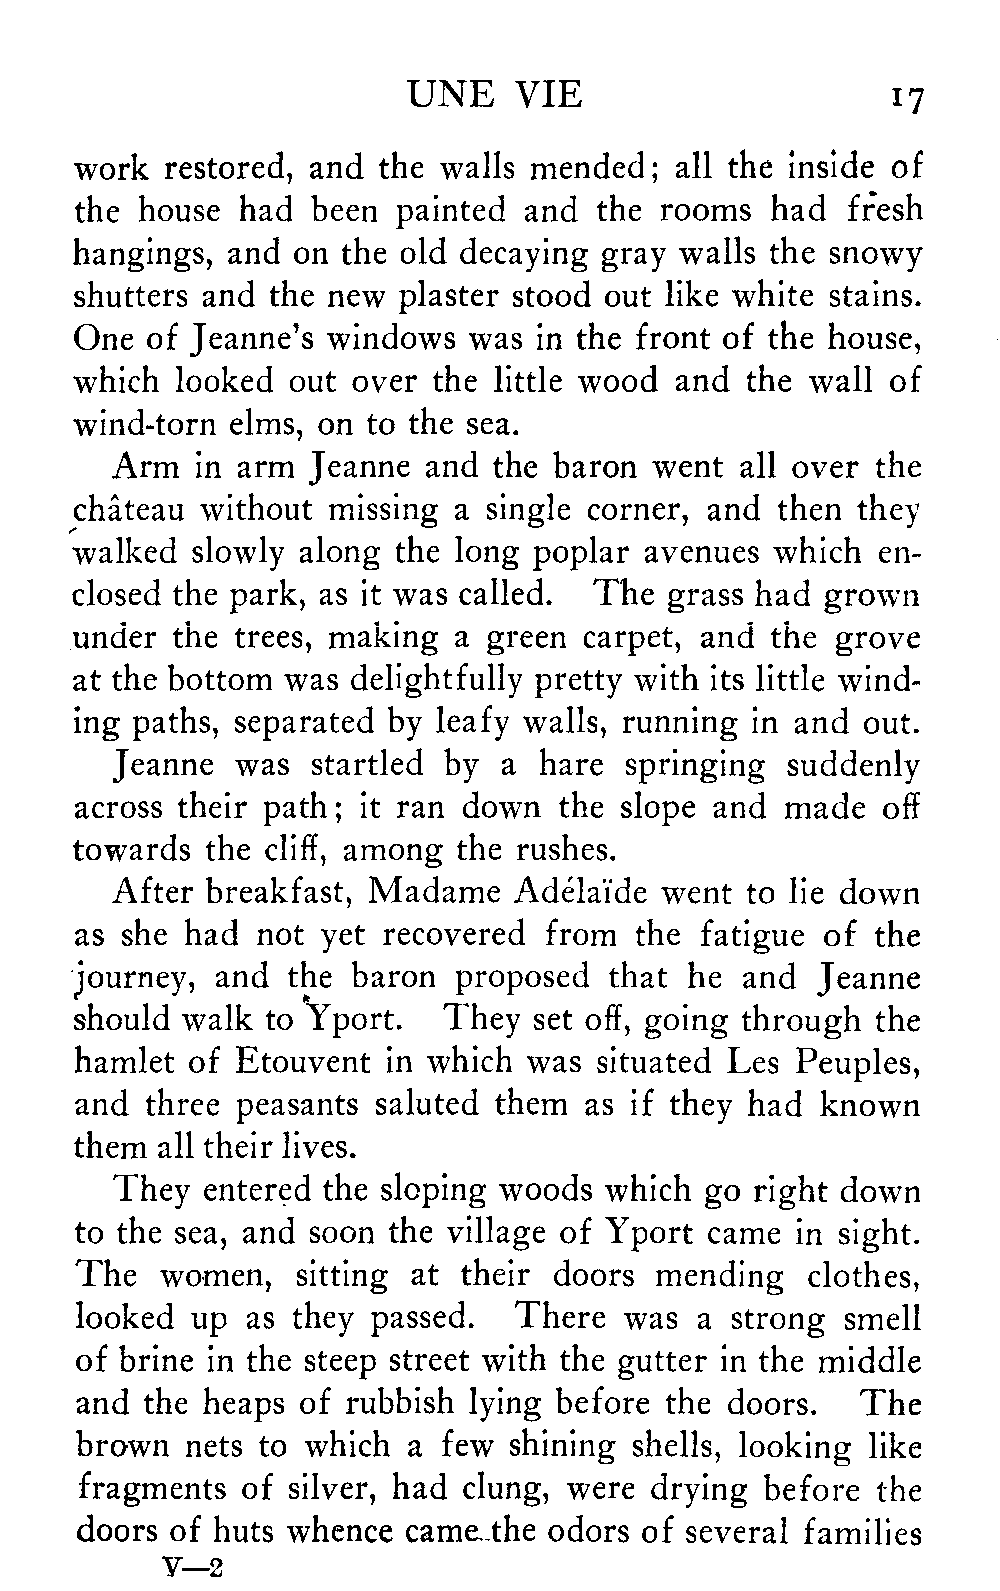 UNE VIE 17
work restored, and the walls mended; all the inside of
the house had been painted and the rooms had fresh
hangings, and on the old decaying gray walls the snowy
shutters and the new plaster stood out like white stains.
One of Jeanne's windows was in the front of the house,
which looked out over the little wood and the wall of
wind-torn elms, on to the sea.
Arm in arm Jeanne and the baron went all over the
château without missing a single corner, and then they
walked slowly along the long poplar avenues which en-
closed the park, as it was called. The grass had grown
under the trees, making a green carpet, and the grove
at the bottom was delightfully pretty with its little wind-
ing paths, separated by leafy walls, running in and out.
Jeanne was startled by a hare springing suddenly
across their path; it ran down the slope and made off
towards the cliff, among the rushes.
After breakfast, Madame Adélaïde went to lie down
as she had not yet recovered from the fatigue of the
journey, and the baron proposed that he and Jeanne
should walk to Yport. They set off, going through the
hamlet of Etouvent in which was situated Les Peuples,
and three peasants saluted them as if they had known
them all their lives.
They entered the sloping woods which go right down
to the sea, and soon the village of Yport came in sight.
The women, sitting at their doors mending clothes,
looked up as they passed. There was a strong smell
of brine in the steep street with the gutter in the middle
and the heaps of rubbish lying before the doors. The
brown nets to which a few shining shells, looking like
fragments of silver, had clung, were drying before the
doors of huts whence came the odors of several families
V—2